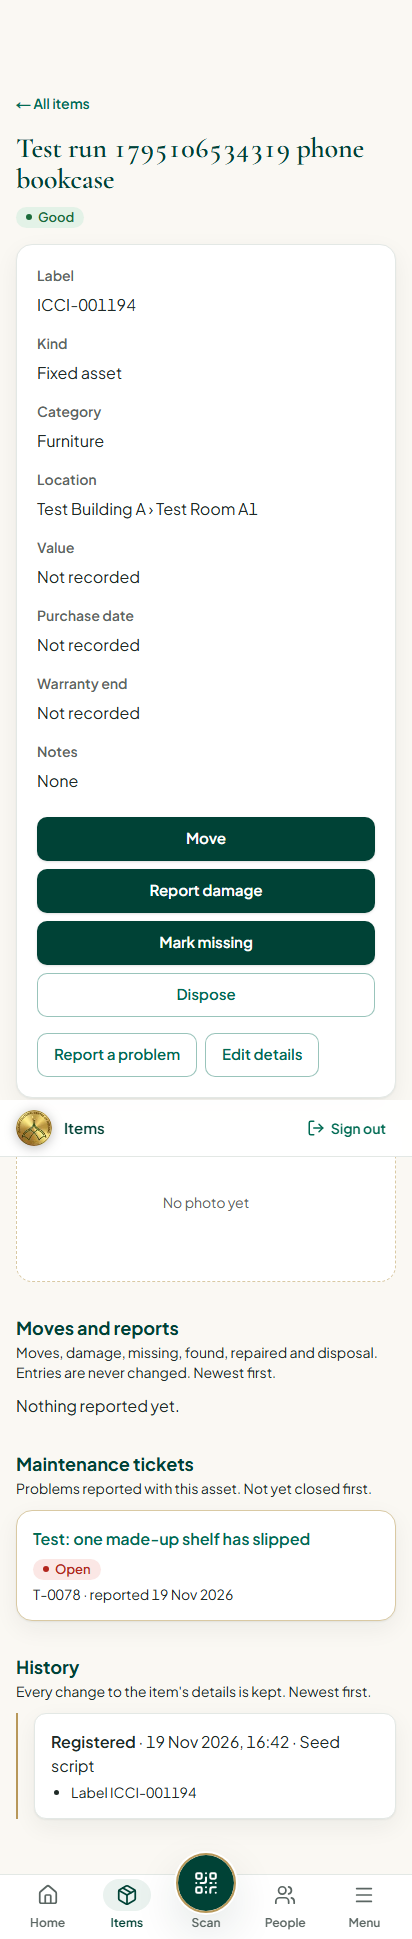 ← All items
Test run 1795106534319 phone
bookcase
Good
Label
ICCI-001194
Kind
Fixed asset
Category
Furniture
Location
Test Building A › Test Room A1
Value
Not recorded
Purchase date
Not recorded
Warranty end
Not recorded
Notes
None
Move
Report damage
Mark missing
Dispose
Report a problem Edit details
Items Sign out
No photo yet
Moves and reports
Moves, damage, missing, found, repaired and disposal.
Entries are never changed. Newest first.
Nothing reported yet.
Maintenance tickets
Problems reported with this asset. Not yet closed first.
Test: one made-up shelf has slipped
Open
T-0078 · reported 19 Nov 2026
History
Every change to the item's details is kept. Newest first.
Registered · 19 Nov 2026, 16:42 · Seed
script
• Label ICCI-001194
Home Items Scan People Menu